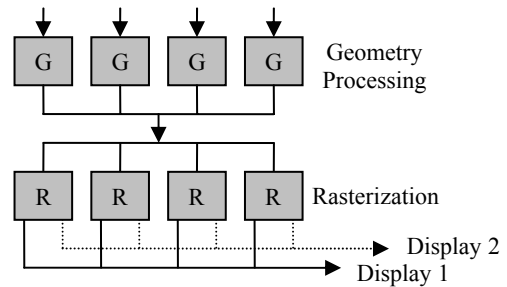 G G G G
Geometry
Processing
R R R R
Rasterization
Display 2
Display 1